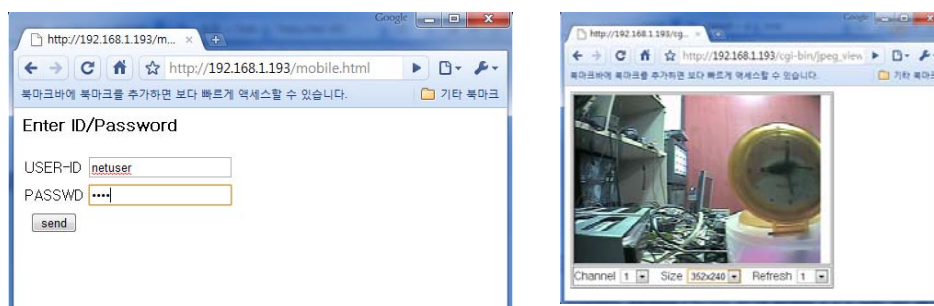 Google
http://192.168.1.193/m...
http://192.168.1.193/mobile.html
북마크바에 북마크를 추가하면 보다 빠르게 액세스할 수 있습니다.
기타 북마크
Enter ID/Password
USER-ID netuser
PASSWD ••••
send
Google
http://192.168.1.193/cg...
http://192.168.1.193/cgi-bin/jpeg_view
북마크바에 북마크를 추가하면 보다 빠르게 액세스할 수 있습니다.
기타 북마크
Channel 1 Size 352x240 Refresh 1